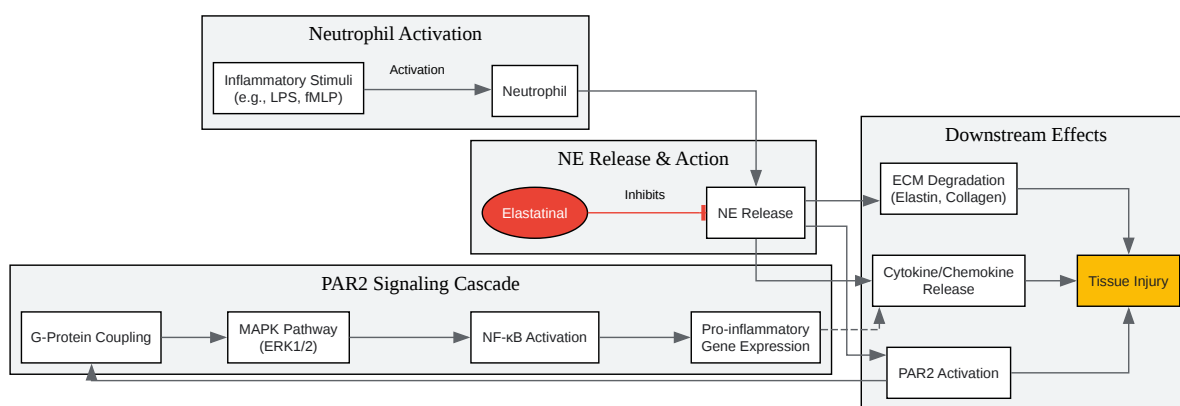 Neutrophil Activation
Inflammatory Stimuli
(e.g., LPS, fMLP)
Activation
Neutrophil
NE Release & Action
Elastatinal
Inhibits
NE Release
Downstream Effects
ECM Degradation
(Elastin, Collagen)
Cytokine/Chemokine
Release
Tissue Injury
PAR2 Activation
PAR2 Signaling Cascade
G-Protein Coupling
MAPK Pathway
(ERK1/2)
NF-κB Activation
Pro-inflammatory
Gene Expression